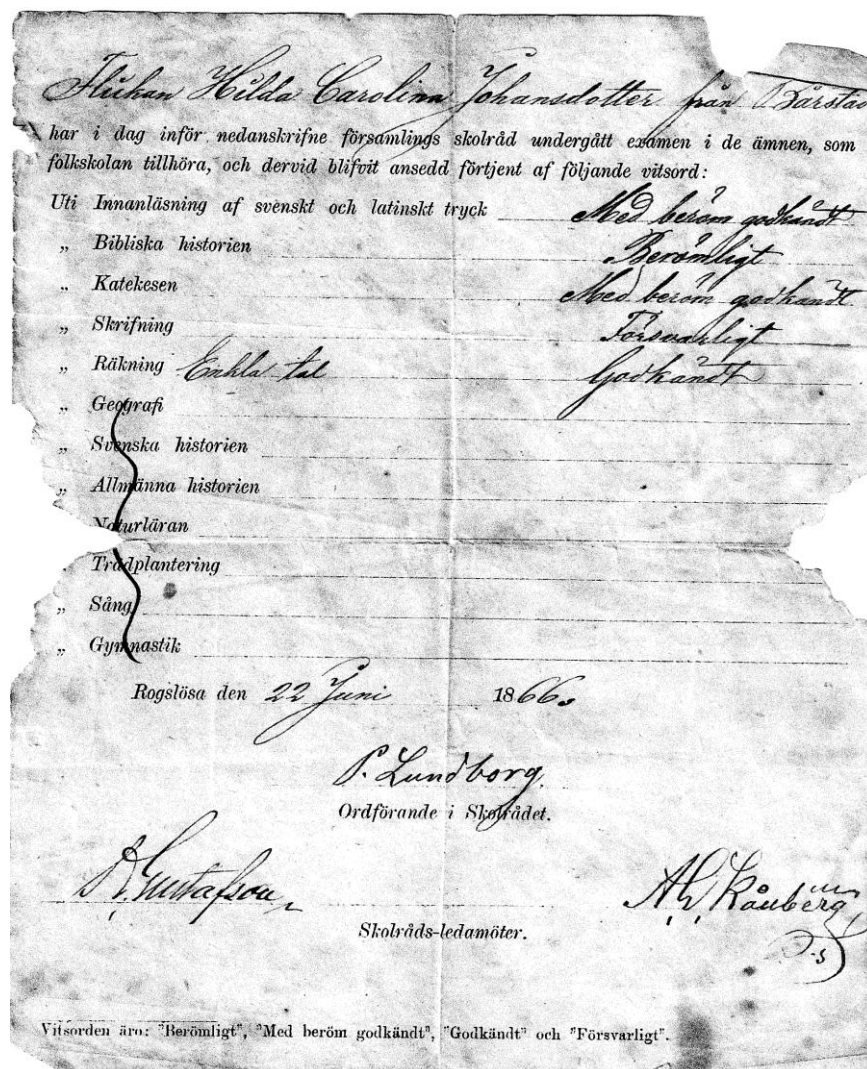 Flickan Hilda Carolina Johansdotter från Bårstad
har i dag inför nedanskrifne församlings skolråd undergått examen i de ämnen, som
folkskolan tillhöra, och dervid blifvit ansedd förtjent af följande vitsord:
Uti Innanläsning af svenskt och latinskt tryck Med beröm godkändt
„ Bibliska historien Berömligt
„ Katekesen Med beröm godkändt
„ Skrifning Försvarligt
„ Räkning Enkla tal Godkändt
„ Geografi
„ Svenska historien
„ Allmänna historien
Naturläran
„ Trädplantering
„ Sång
„ Gymnastik
Rogslösa den 22 Juni 1866.
P. Lundborg.
Ordförande i Skolrådet.
Gustafson
Skolråds-ledamöter.
Vitsorden äro: "Berömligt", "Med beröm godkändt", "Godkändt" och "Försvarligt".